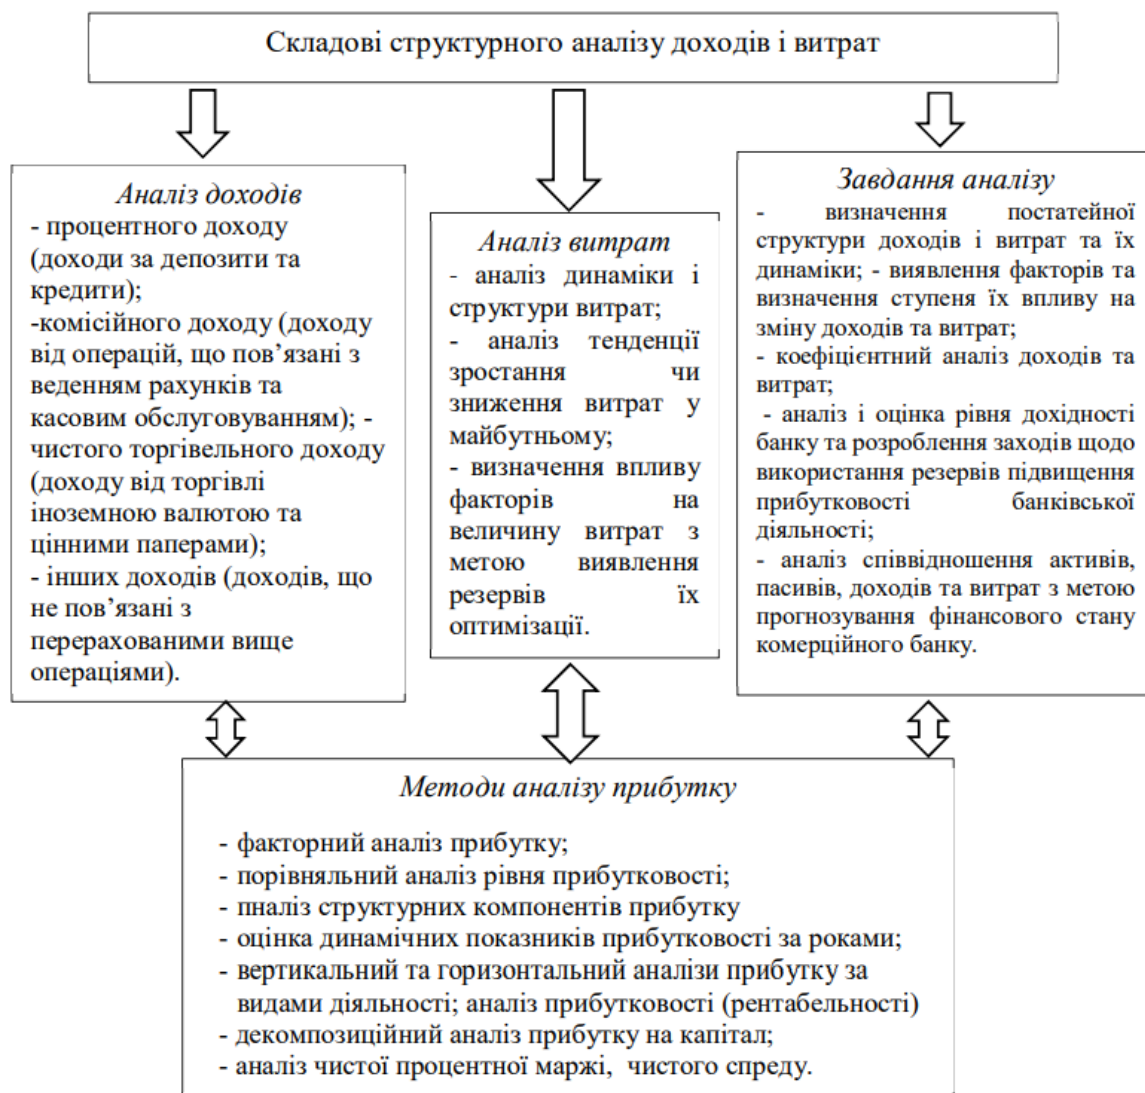 Складові структурного аналізу доходів і витрат
Аналіз доходів
- процентного доходу
(доходи за депозити та
кредити);
-комісійного доходу (доходу
від операцій, що пов’язані з
веденням рахунків та
касовим обслуговуванням); -
чистого торгівельного доходу
(доходу від торгівлі
іноземною валютою та
цінними паперами);
- інших доходів (доходів, що
не пов’язані з
перерахованими вище
операціями).
Аналіз витрат
- аналіз динаміки і
структури витрат;
- аналіз тенденції
зростання чи
зниження витрат у
майбутньому;
- визначення впливу
факторів на
величину витрат з
метою виявлення
резервів їх
оптимізації.
Завдання аналізу
- визначення постатейної
структури доходів і витрат та їх
динаміки; - виявлення факторів та
визначення ступеня їх впливу на
зміну доходів та витрат;
- коефіцієнтний аналіз доходів та
витрат;
- аналіз і оцінка рівня дохідності
банку та розроблення заходів щодо
використання резервів підвищення
прибутковості банківської
діяльності;
- аналіз співвідношення активів,
пасивів, доходів та витрат з метою
прогнозування фінансового стану
комерційного банку.
Методи аналізу прибутку
- факторний аналіз прибутку;
- порівняльний аналіз рівня прибутковості;
- пналіз структурних компонентів прибутку
- оцінка динамічних показників прибутковості за роками;
- вертикальний та горизонтальний аналізи прибутку за
видами діяльності; аналіз прибутковості (рентабельності)
- декомпозиційний аналіз прибутку на капітал;
- аналіз чистої процентної маржі, чистого спреду.